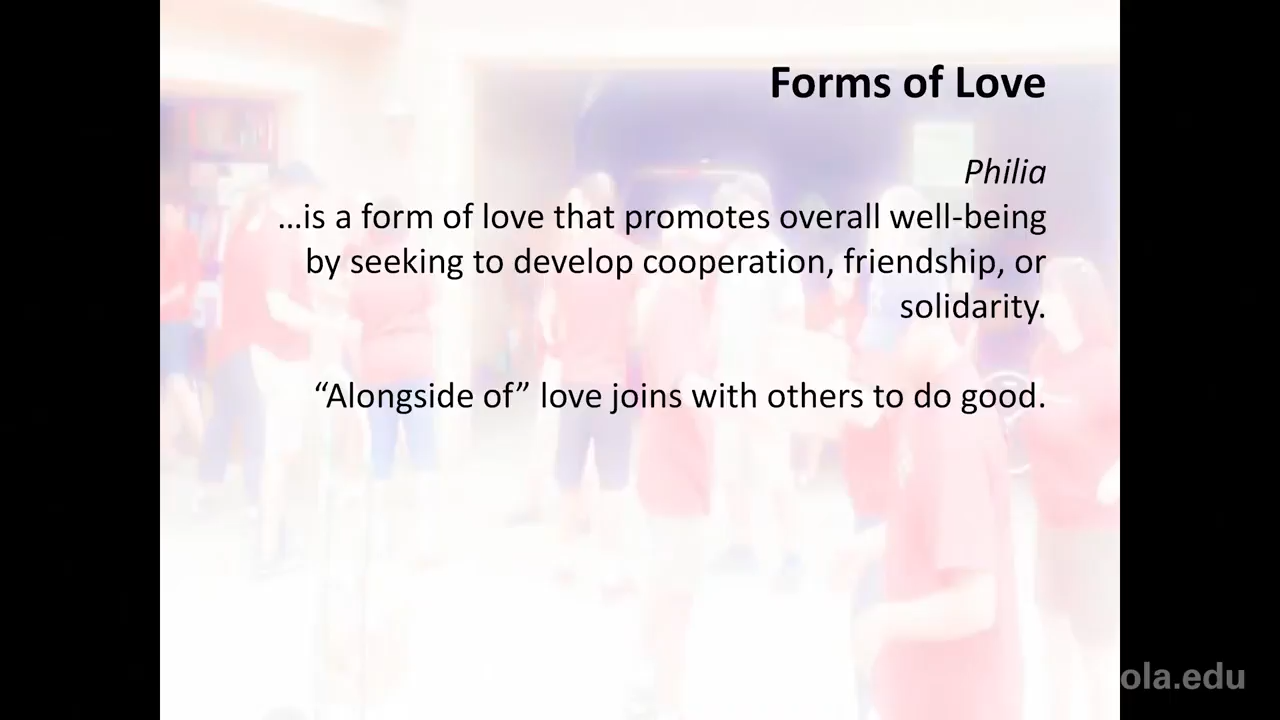 Forms of Love
Philia
…is a form of love that promotes overall well-being
by seeking to develop cooperation, friendship, or
solidarity.
“Alongside of” love joins with others to do good.
ola.edu